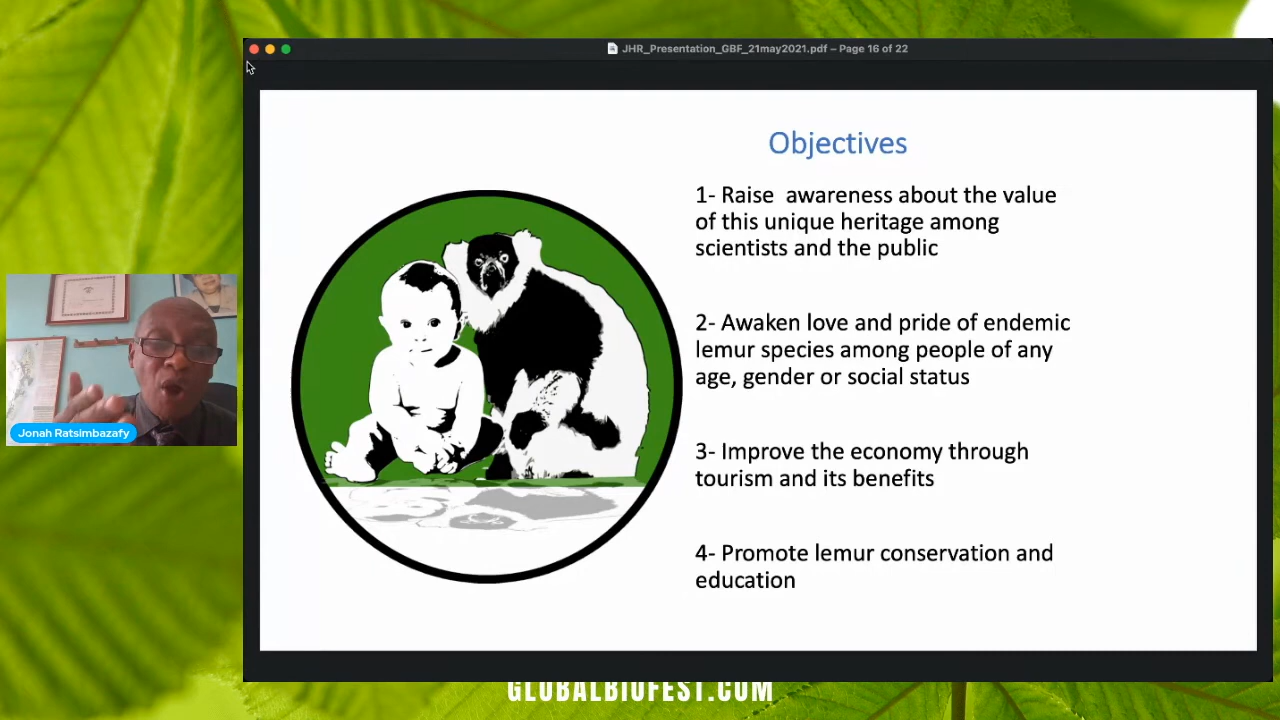 JHR_Presentation_GBF_21may2021.pdf – Page 16 of 22
Objectives
1- Raise  awareness about the value
of this unique heritage among
scientists and the public
2- Awaken love and pride of endemic
lemur species among people of any
age, gender or social status
3- Improve the economy through
tourism and its benefits
4- Promote lemur conservation and
education
Jonah Ratsimbazafy
GLOBALBIOFEST.COM